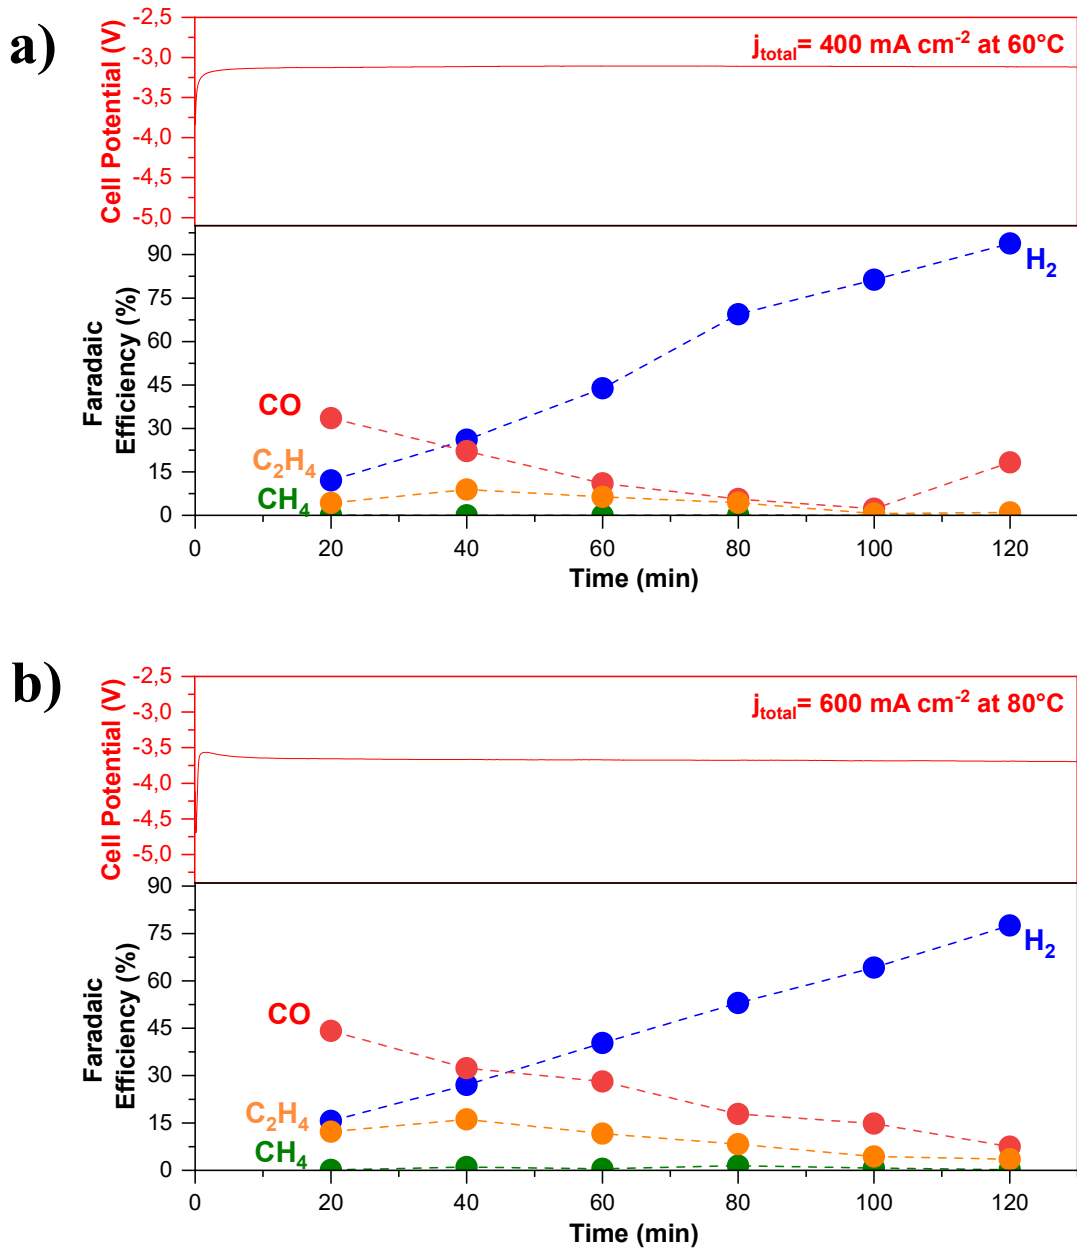 a)
Cell Potential (V)
-2,5
-3,0
-3,5
-4,0
-4,5
-5,0
j_total= 400 mA cm⁻² at 60°C
Faradaic
Efficiency (%)
90
75
60
45
30
15
0
CO
C₂H₄
CH₄
H₂
0 20 40 60 80 100 120
Time (min)
b)
Cell Potential (V)
-2,5
-3,0
-3,5
-4,0
-4,5
-5,0
j_total= 600 mA cm⁻² at 80°C
Faradaic
Efficiency (%)
90
75
60
45
30
15
0
CO
C₂H₄
CH₄
H₂
0 20 40 60 80 100 120
Time (min)